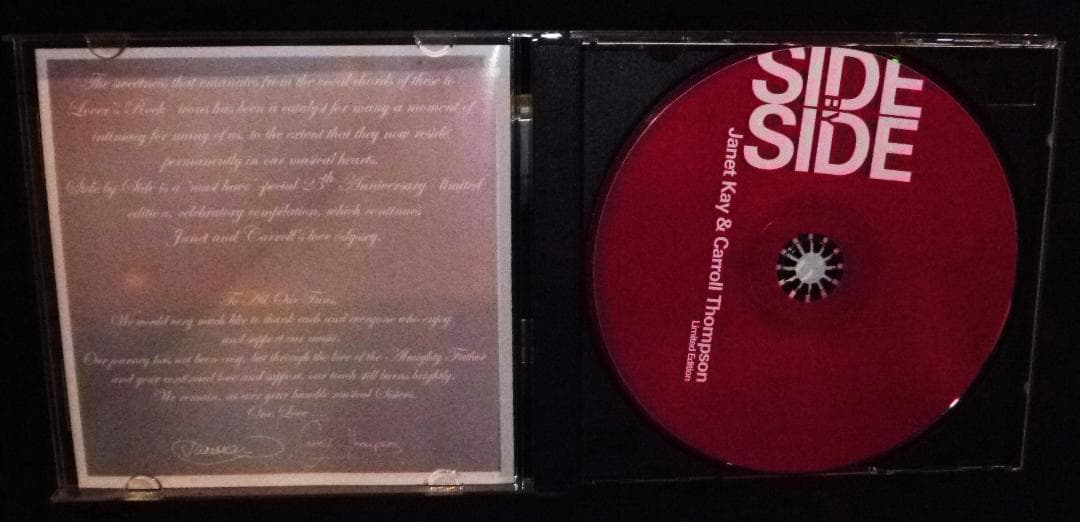 The sweetness that emanates from the vocal chords of these to
Lover's Rock icons has been a catalyst for many a moment of
intimacy for many of us, to the extent that they now reside
permanently in our musical hearts.
Side by Side is a 'must have' special 25th Anniversary limited
edition, celebratory compilation, which continues
Janet and Carroll's love odyssey.
To All Our Fans,
We would very much like to thank each and everyone who enjoy
and support our music.
Our journey has not been easy, but through the love of the Almighty Father
and your continued love and support, our torch still burns brightly.
We remain, as ever your humble musical Sisters.
One Love
Carroll Thompson
SIDE
BY
SIDE
Janet Kay & Carroll Thompson
Limited Edition